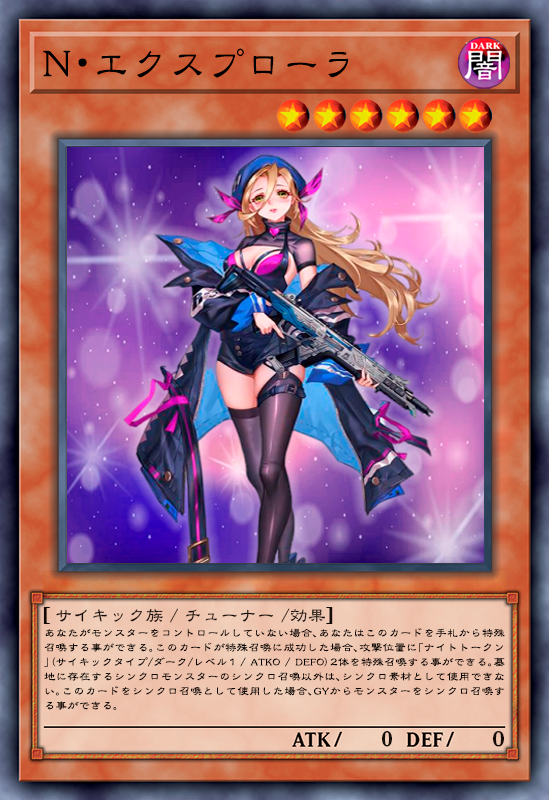 N・エクスプローラ
DARK
闇
[ サイキック族 / チューナー /効果]
あなたがモンスターをコントロールしていない場合、あなたはこのカードを手札から特殊
召喚する事ができる。このカードが特殊召喚に成功した場合、攻撃位置に「ナイトトークン
」(サイキックタイプ/ダーク/レベル1 / ATK0 / DEF0) 2体を特殊召喚する事ができる。墓
地に存在するシンクロモンスターのシンクロ召喚以外は、シンクロ素材として使用できな
い。このカードをシンクロ召喚として使用した場合、GYからモンスターをシンクロ召喚す
る事ができる。
ATK/ 0 DEF/ 0